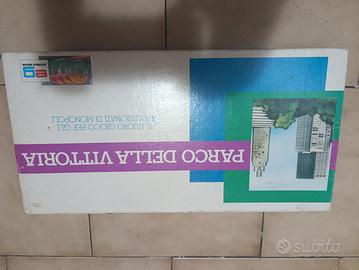 PARCO DELLA VITTORIA
IL NUOVO GIOCO PER GLI
APPASSIONATI DI MONOPOLI
subito